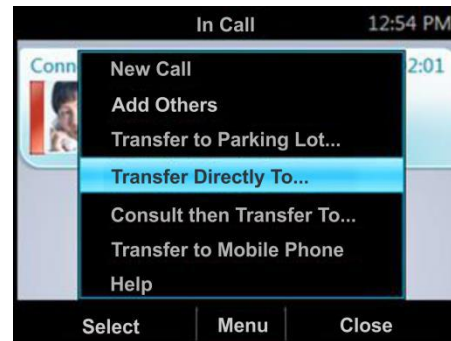 In Call 12:54 PM
Conn 2:01
New Call
Add Others
Transfer to Parking Lot...
Transfer Directly To...
Consult then Transfer To...
Transfer to Mobile Phone
Help
Select Menu Close